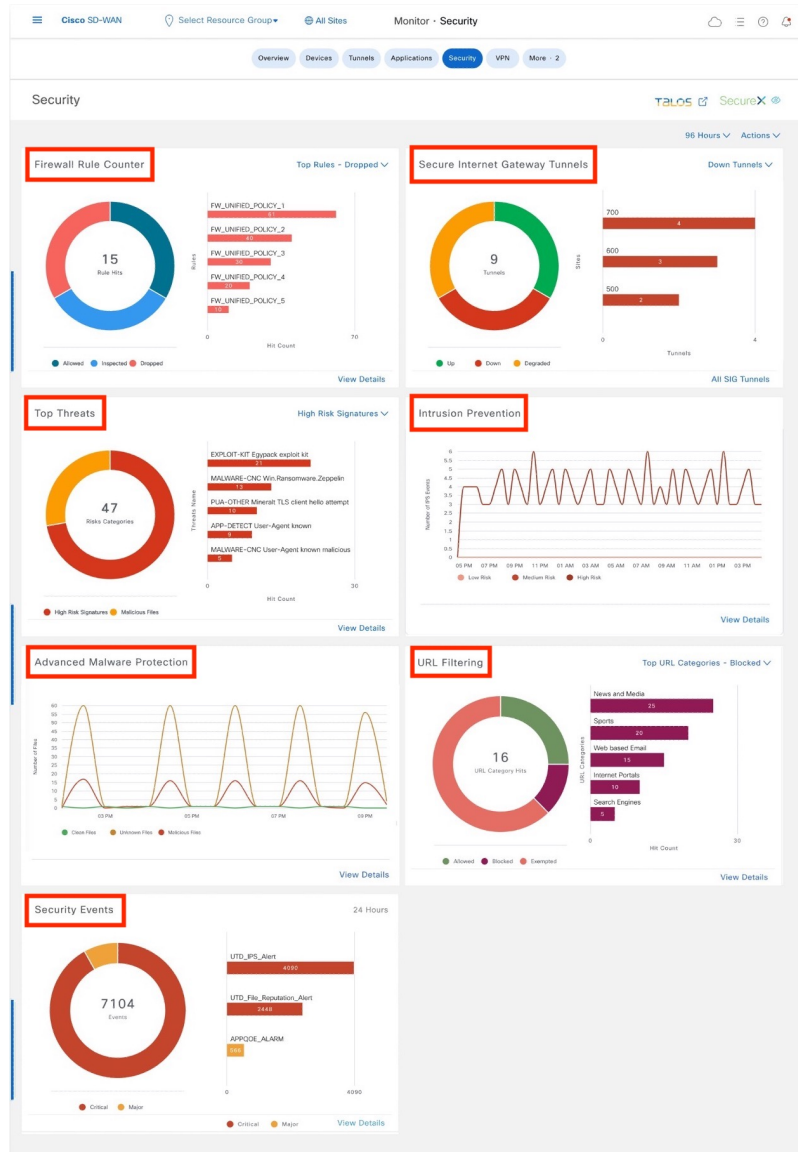 Cisco SD-WAN
Select Resource Group
All Sites
Monitor · Security
Overview
Devices
Tunnels
Applications
Security
VPN
More · 2
Security
TALOS
SecureX
96 Hours
Actions
Firewall Rule Counter
Top Rules - Dropped
15
Rule Hits
Allowed
Inspected
Dropped
Rules
FW_UNIFIED_POLICY_1
61
FW_UNIFIED_POLICY_2
40
FW_UNIFIED_POLICY_3
30
FW_UNIFIED_POLICY_4
20
FW_UNIFIED_POLICY_5
10
0
70
Hit Count
View Details
Secure Internet Gateway Tunnels
Down Tunnels
9
Tunnels
Up
Down
Degraded
Sites
700
4
600
3
500
2
0
4
Tunnels
All SIG Tunnels
Top Threats
High Risk Signatures
47
Risks Categories
High Risk Signatures
Malicious Files
Threats Name
EXPLOIT-KIT Egypack exploit kit
21
MALWARE-CNC Win.Ransomware.Zeppelin
13
PUA-OTHER Mineralt TLS client hello attempt
10
APP-DETECT User-Agent known
9
MALWARE-CNC User-Agent known malicious
5
0
30
Hit Count
View Details
Intrusion Prevention
Number of IPS Events
6
5.5
5
4.5
4
3.5
3
2.5
2
1.5
1
0.5
0
05 PM
07 PM
09 PM
11 PM
01 AM
03 AM
05 AM
07 AM
09 AM
11 AM
01 PM
03 PM
Low Risk
Medium Risk
High Risk
View Details
Advanced Malware Protection
Number of Files
60
55
50
45
40
35
30
25
20
15
10
5
0
03 PM
05 PM
07 PM
09 PM
Clean Files
Unknown Files
Malicious Files
View Details
URL Filtering
Top URL Categories - Blocked
16
URL Category Hits
Allowed
Blocked
Exempted
URL Categories
News and Media
25
Sports
20
Web based Email
15
Internet Portals
10
Search Engines
5
0
30
Hit Count
View Details
Security Events
24 Hours
7104
Events
Critical
Major
UTD_IPS_Alert
4090
UTD_File_Reputation_Alert
2448
APPQOE_ALARM
566
0
4090
Critical
Major
View Details